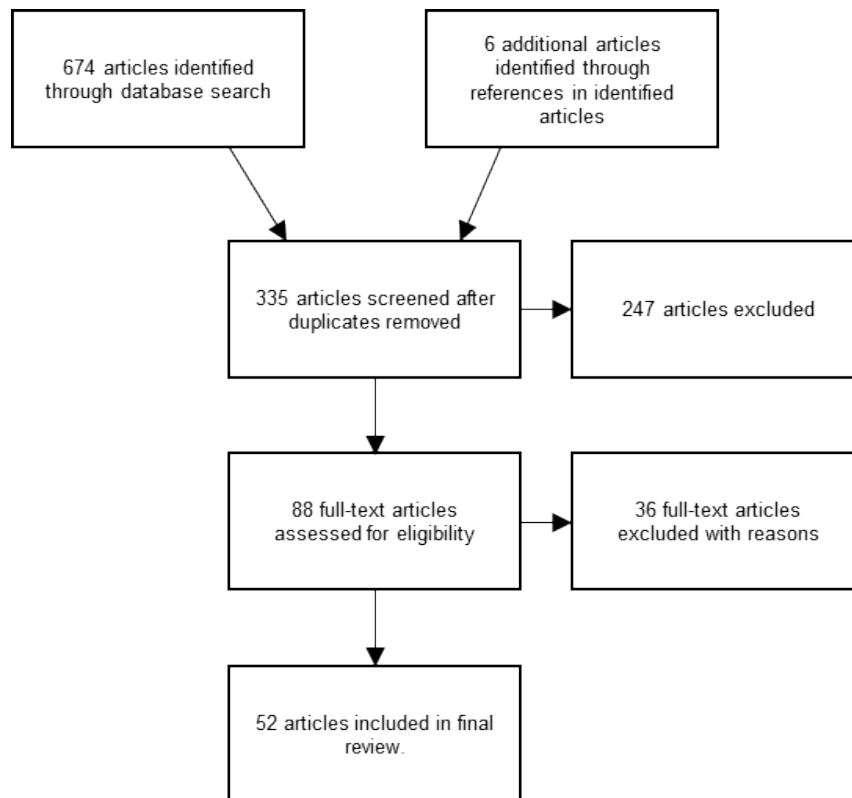 674 articles identified
through database search
6 additional articles
identified through
references in identified
articles
335 articles screened after
duplicates removed
247 articles excluded
88 full-text articles
assessed for eligibility
36 full-text articles
excluded with reasons
52 articles included in final
review.